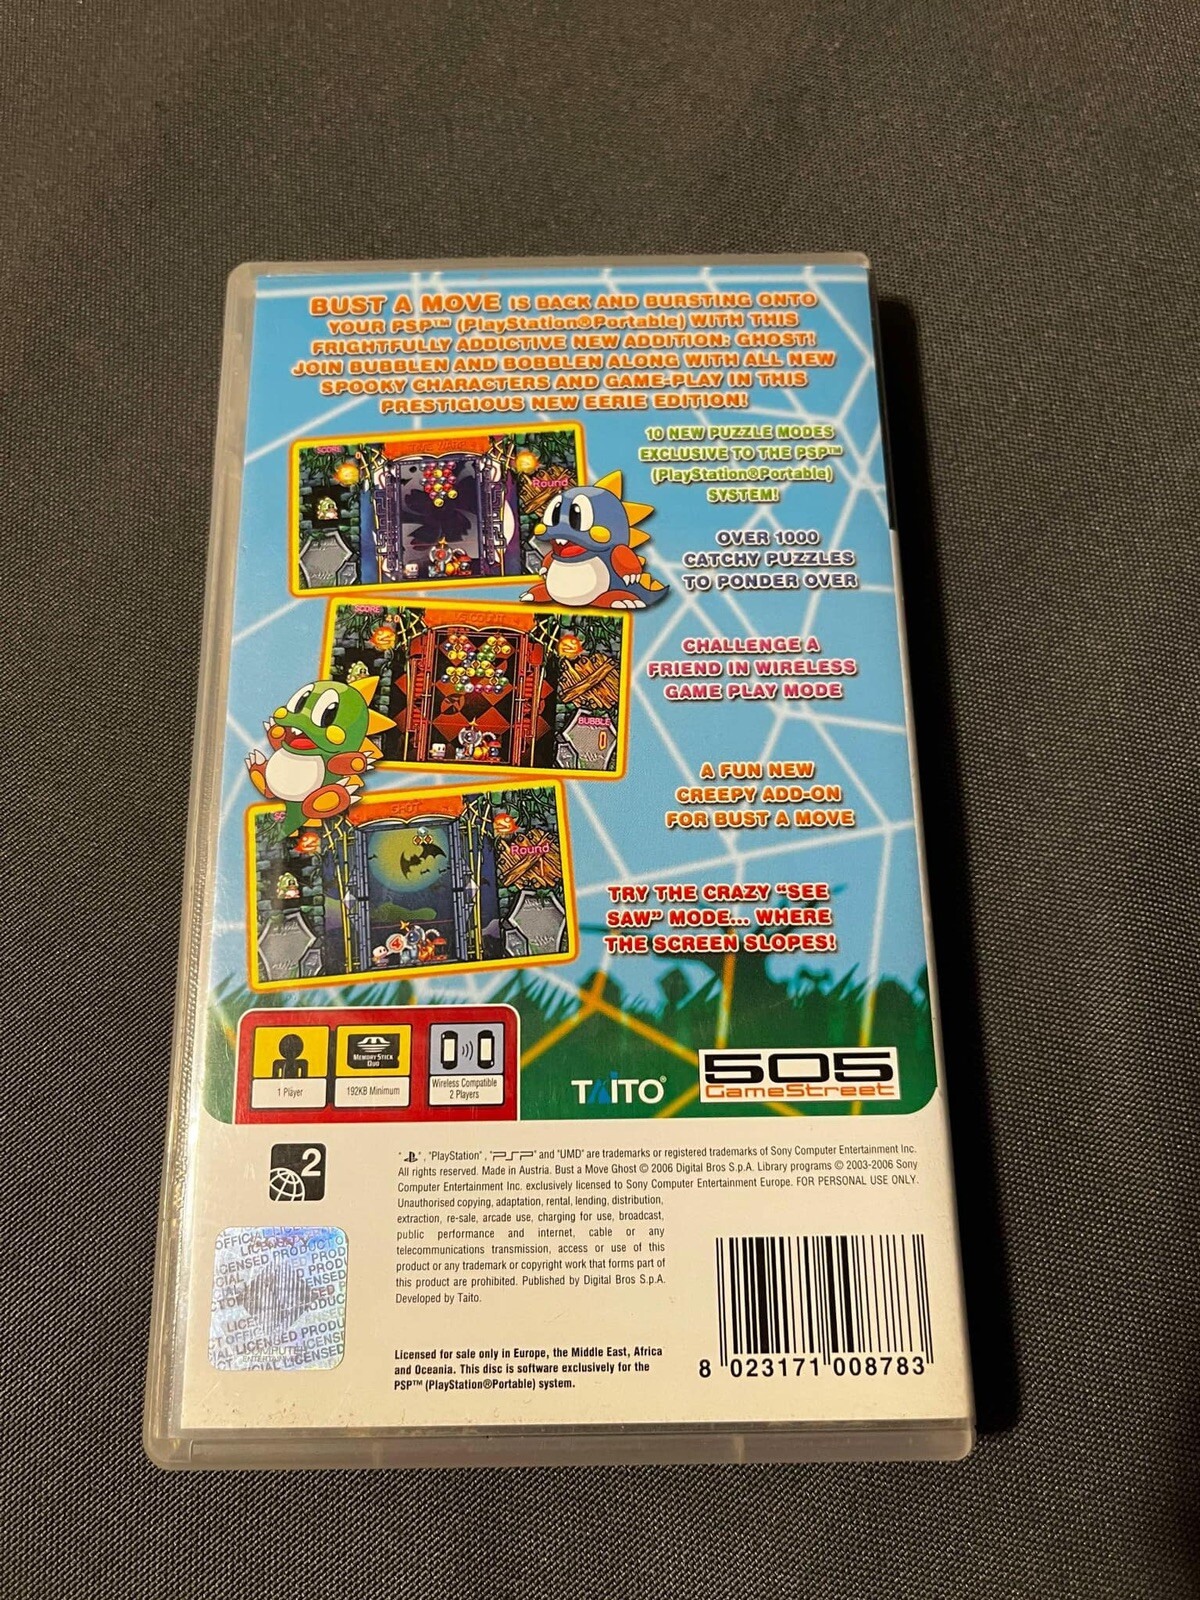 BUST A MOVE IS BACK AND BURSTING ONTO
YOUR PSP™ (PlayStation®Portable) WITH THIS
FRIGHTFULLY ADDICTIVE NEW ADDITION: GHOST!
JOIN BUBBLEN AND BOBBLEN ALONG WITH ALL NEW
SPOOKY CHARACTERS AND GAME-PLAY IN THIS
PRESTIGIOUS NEW EERIE EDITION!
10 NEW PUZZLE MODES
EXCLUSIVE TO THE PSP™
(PlayStation®Portable)
SYSTEM!
SCORE
Round
OVER 1000
CATCHY PUZZLES
TO PONDER OVER
SCORE
BUBBLE
0
CHALLENGE A
FRIEND IN WIRELESS
GAME PLAY MODE
A FUN NEW
CREEPY ADD-ON
FOR BUST A MOVE
Round
4
TRY THE CRAZY “SEE
SAW” MODE... WHERE
THE SCREEN SLOPES!
MEMORY STICK
DUO
1 Player
192KB Minimum
Wireless Compatible
2 Players
TAITO®
505
GameStreet
2
" ", "PlayStation", "PSP" and "UMD" are trademarks or registered trademarks of Sony Computer Entertainment Inc.
All rights reserved. Made in Austria. Bust a Move Ghost © 2006 Digital Bros S.p.A. Library programs © 2003-2006 Sony
Computer Entertainment Inc. exclusively licensed to Sony Computer Entertainment Europe. FOR PERSONAL USE ONLY.
Unauthorised copying, adaptation, rental, lending, distribution,
extraction, re-sale, arcade use, charging for use, broadcast,
public performance and internet, cable or any
telecommunications transmission, access or use of this
product or any trademark or copyright work that forms part of
this product are prohibited. Published by Digital Bros S.p.A.
Developed by Taito.
Licensed for sale only in Europe, the Middle East, Africa
and Oceania. This disc is software exclusively for the
PSP™ (PlayStation®Portable) system.
8 023171 008783